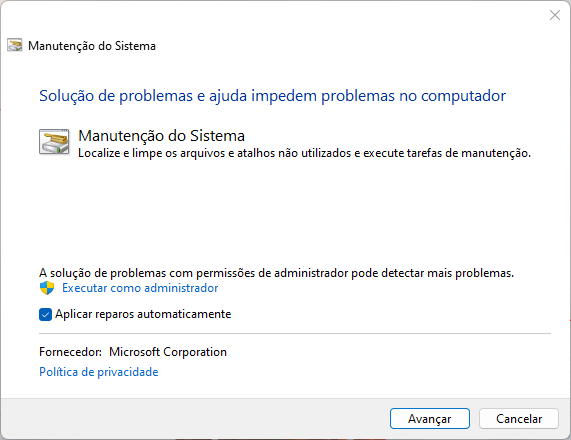 Manutenção do Sistema
Solução de problemas e ajuda impedem problemas no computador
Manutenção do Sistema
Localize e limpe os arquivos e atalhos não utilizados e execute tarefas de manutenção.
A solução de problemas com permissões de administrador pode detectar mais problemas.
Executar como administrador
Aplicar reparos automaticamente
Fornecedor: Microsoft Corporation
Política de privacidade
Avançar Cancelar